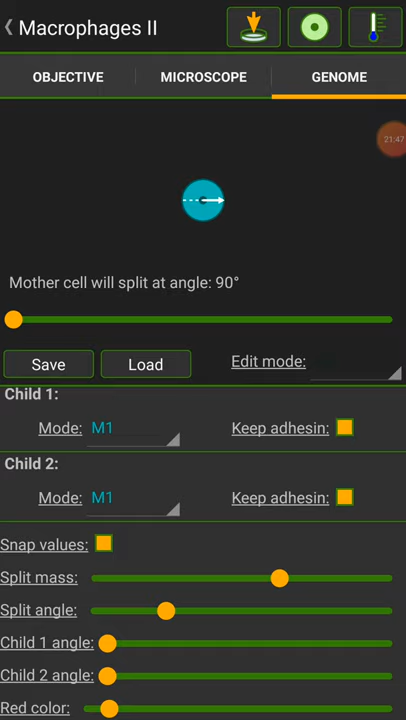 Macrophages II
OBJECTIVE MICROSCOPE GENOME
21:47
Mother cell will split at angle: 90°
Save Load Edit mode:
Child 1:
Mode: M1 Keep adhesin:
Child 2:
Mode: M1 Keep adhesin:
Snap values:
Split mass:
Split angle:
Child 1 angle:
Child 2 angle:
Red color: